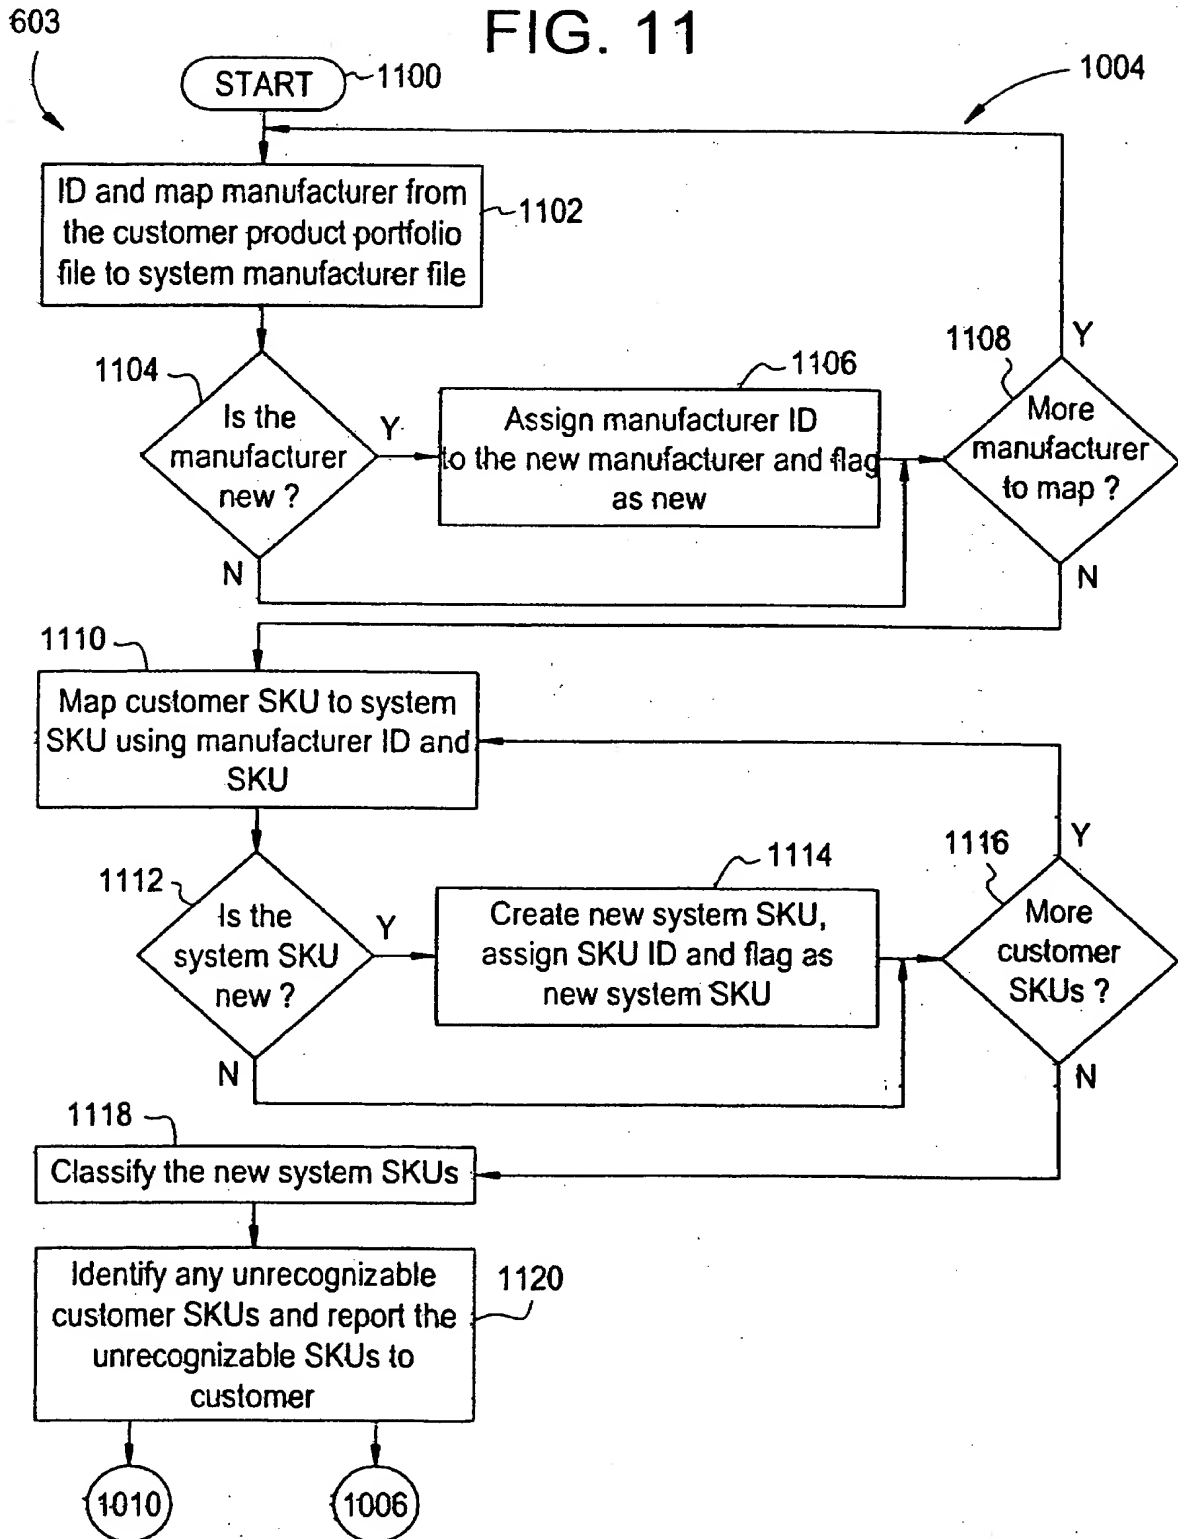 FIG. 11
603
START
1100
1004
ID and map manufacturer from
the customer product portfolio
file to system manufacturer file
1102
1104
Is the
manufacturer
new ?
Y
N
1106
Assign manufacturer ID
to the new manufacturer and flag
as new
1108
More
manufacturer
to map ?
Y
N
1110
Map customer SKU to system
SKU using manufacturer ID and
SKU
1112
Is the
system SKU
new ?
Y
N
1114
Create new system SKU,
assign SKU ID and flag as
new system SKU
1116
More
customer
SKUs ?
Y
N
1118
Classify the new system SKUs
Identify any unrecognizable
customer SKUs and report the
unrecognizable SKUs to
customer
1120
1010
1006